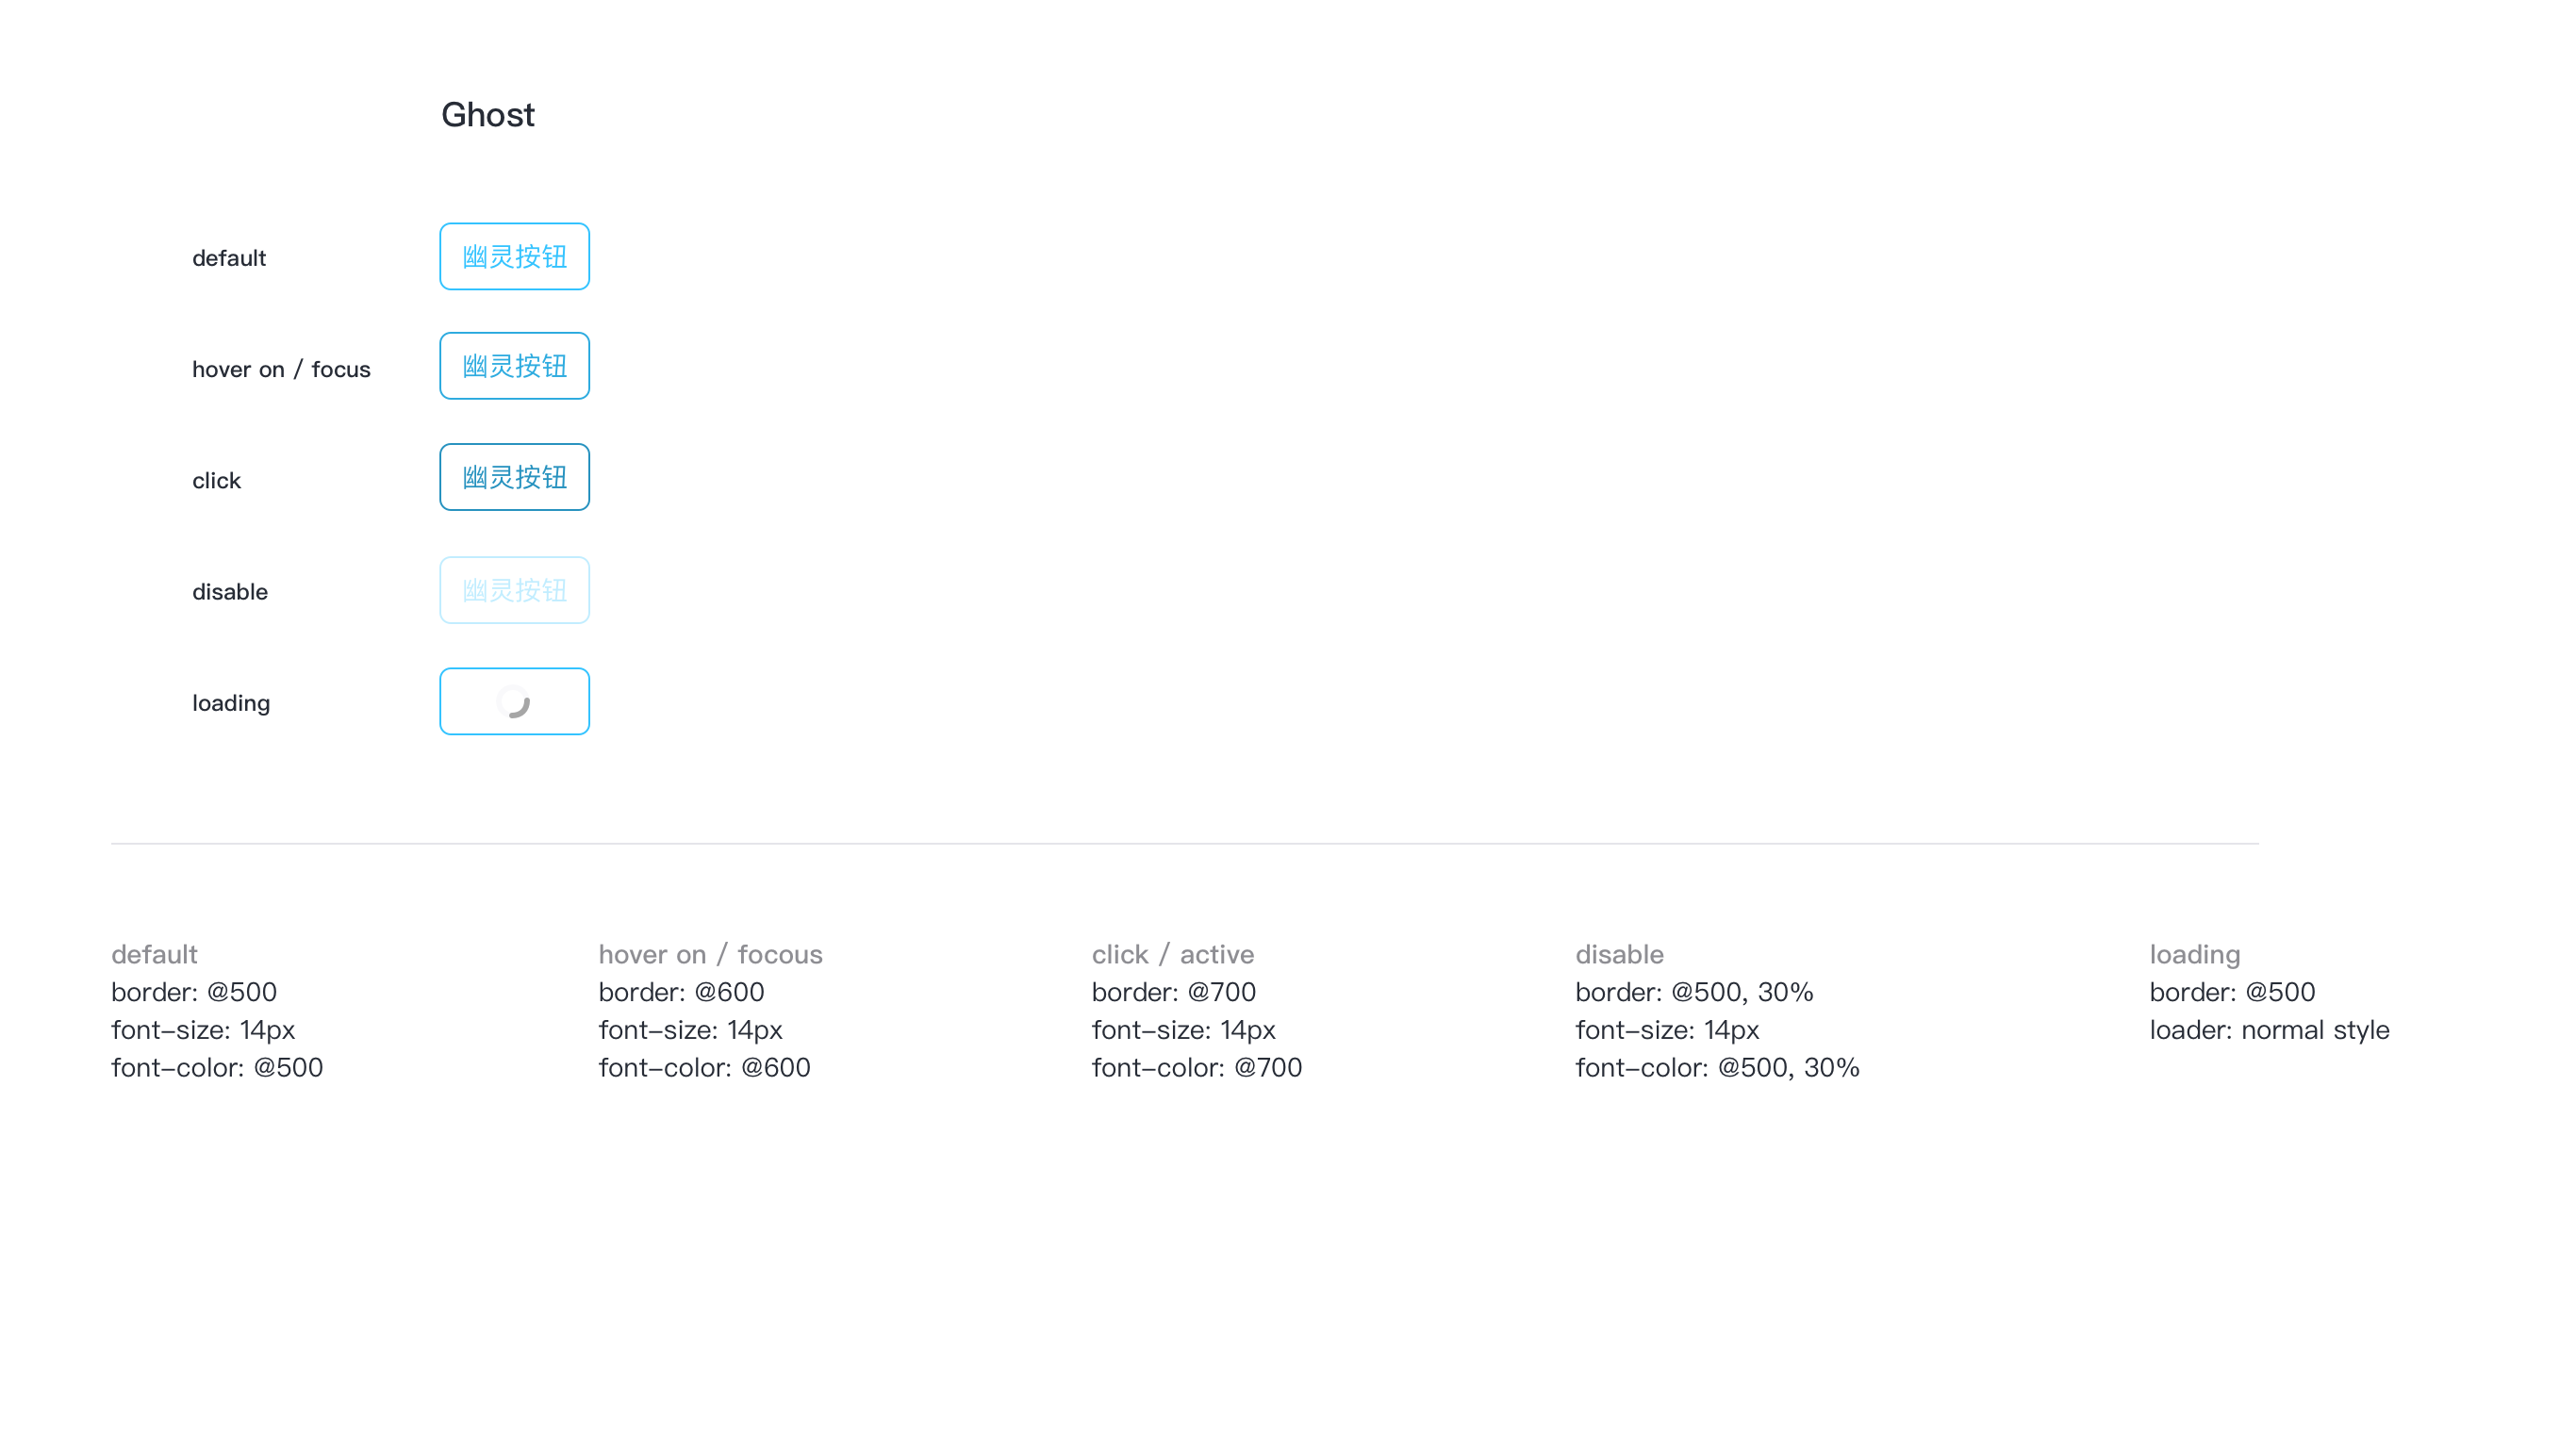 Ghost
default
幽灵按钮
hover on / focus
幽灵按钮
click
幽灵按钮
disable
幽灵按钮
loading
default
border: @500
font-size: 14px
font-color: @500
hover on / focous
border: @600
font-size: 14px
font-color: @600
click / active
border: @700
font-size: 14px
font-color: @700
disable
border: @500, 30%
font-size: 14px
font-color: @500, 30%
loading
border: @500
loader: normal style